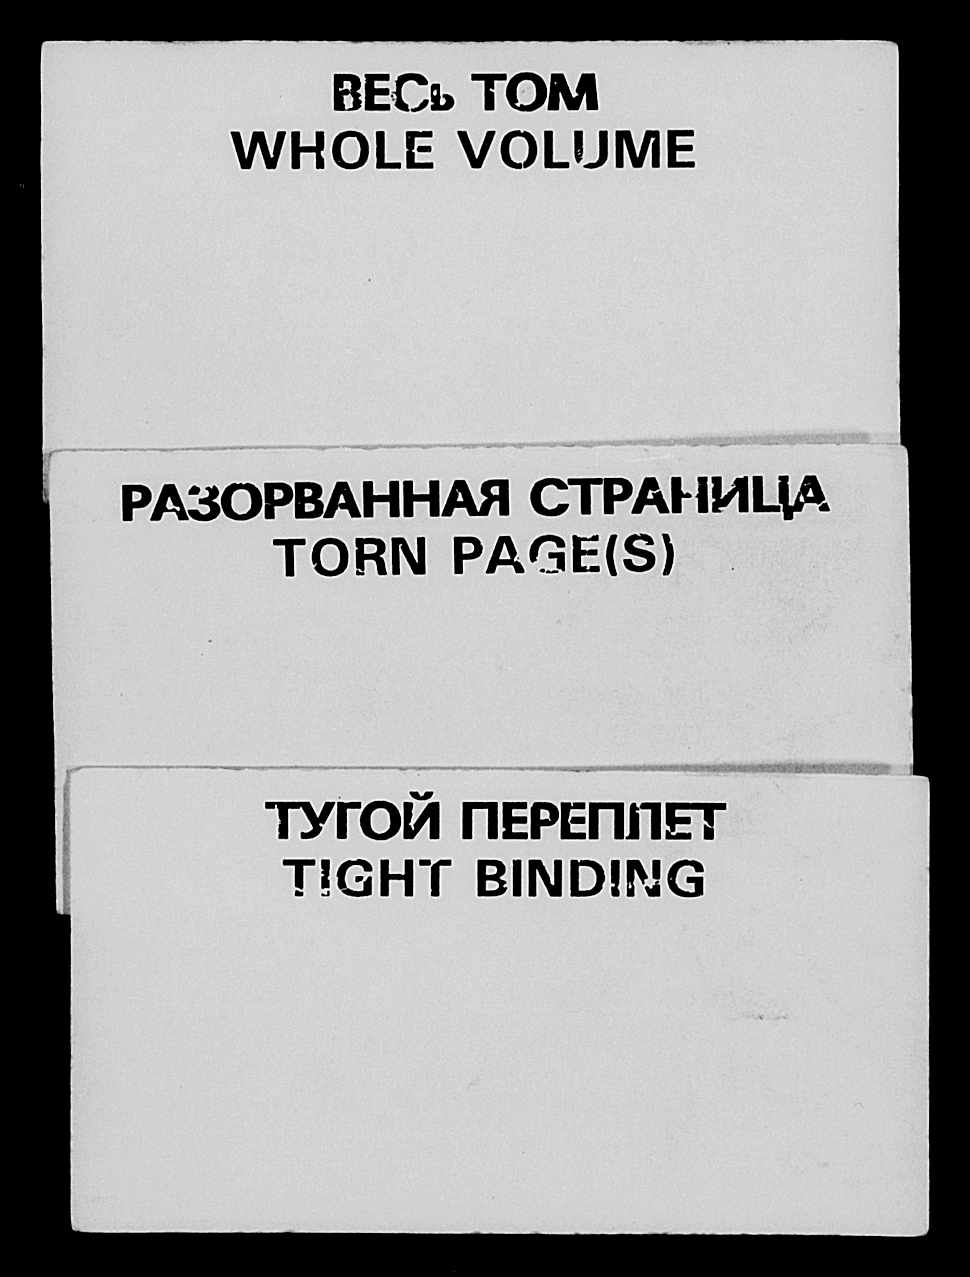 ВЕСЬ ТОМ
WHOLE VOLUME
РАЗОРВАННАЯ СТРАНИЦА
TORN PAGE(S)
ТУГОЙ ПЕРЕПЛЕТ
TIGHT BINDING